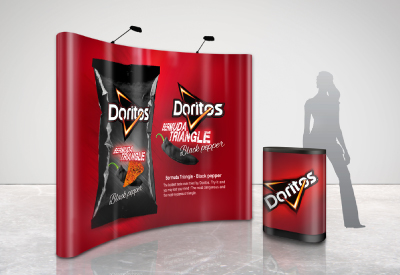 Doritos
BERMUDA
TRIANGLE
Black pepper
Doritos
BERMUDA
TRIANGLE
Black pepper
Bermuda Triangle - Black pepper
Doritos